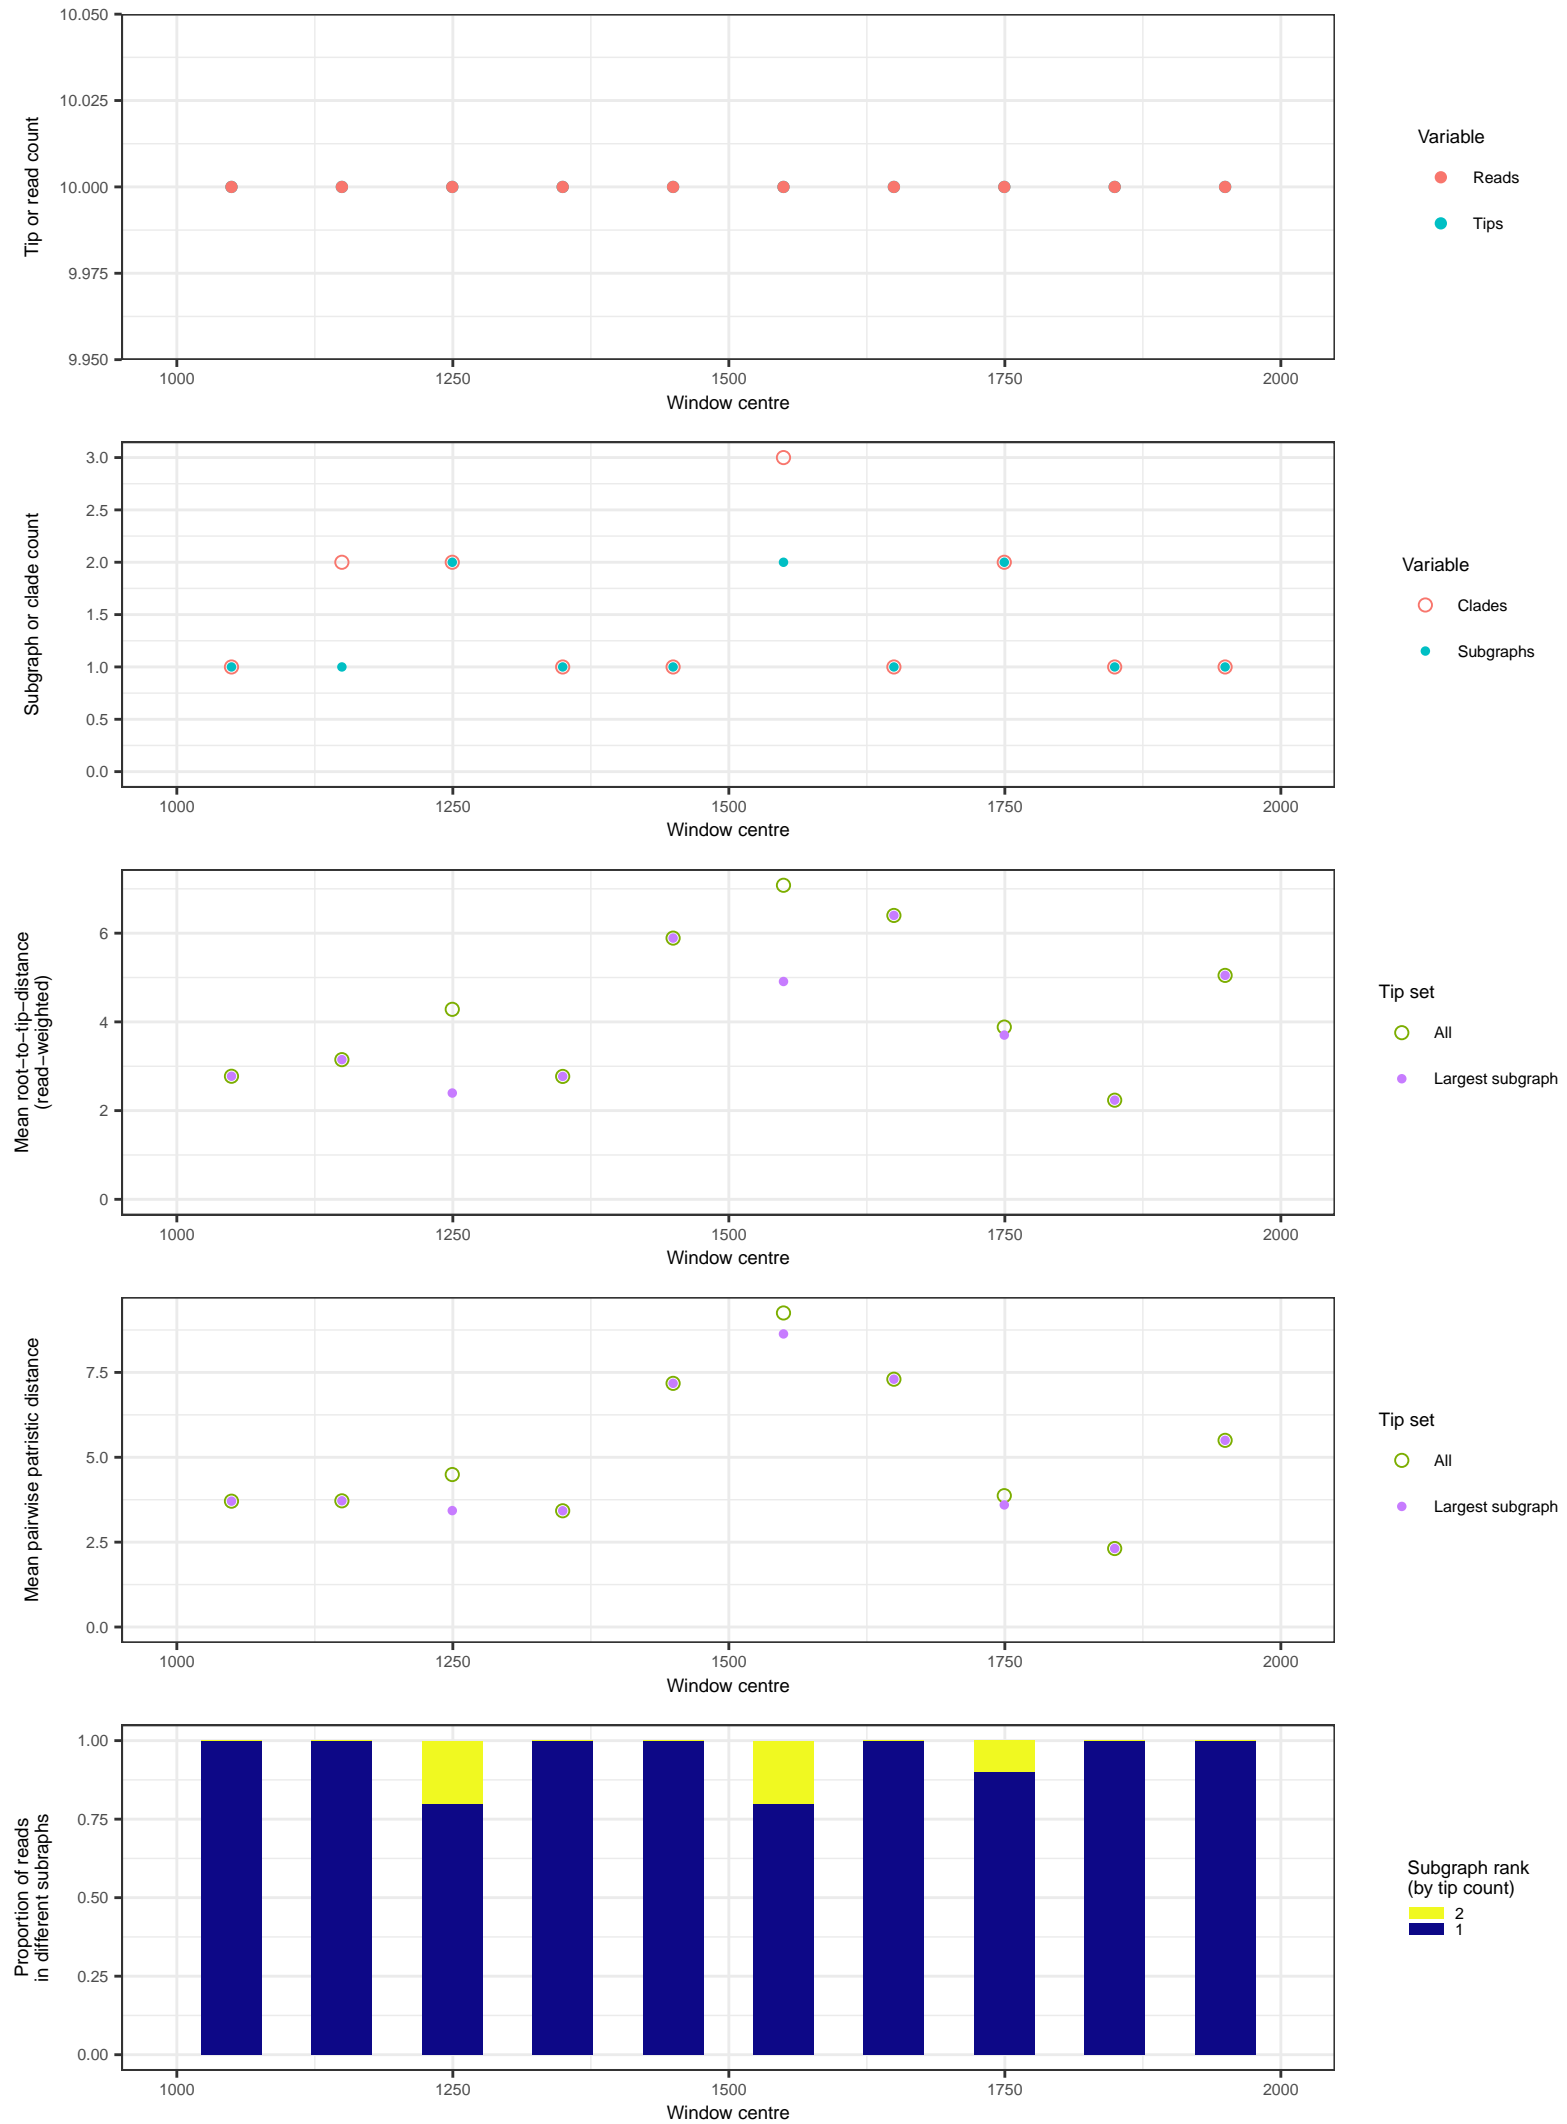 10.050
10.025
10.000
9.975
9.950
Tip or read count
1000 1250 1500 1750 2000
Window centre
Variable
Reads
Tips
3.0
2.5
2.0
1.5
1.0
0.5
0.0
Subgraph or clade count
1000 1250 1500 1750 2000
Window centre
Variable
Clades
Subgraphs
6
4
2
0
Mean root−to−tip−distance
(read−weighted)
1000 1250 1500 1750 2000
Window centre
Tip set
All
Largest subgraph
7.5
5.0
2.5
0.0
Mean pairwise patristic distance
1000 1250 1500 1750 2000
Window centre
Tip set
All
Largest subgraph
1.00
0.75
0.50
0.25
0.00
Proportion of reads
in different subraphs
1000 1250 1500 1750 2000
Window centre
Subgraph rank
(by tip count)
2
1